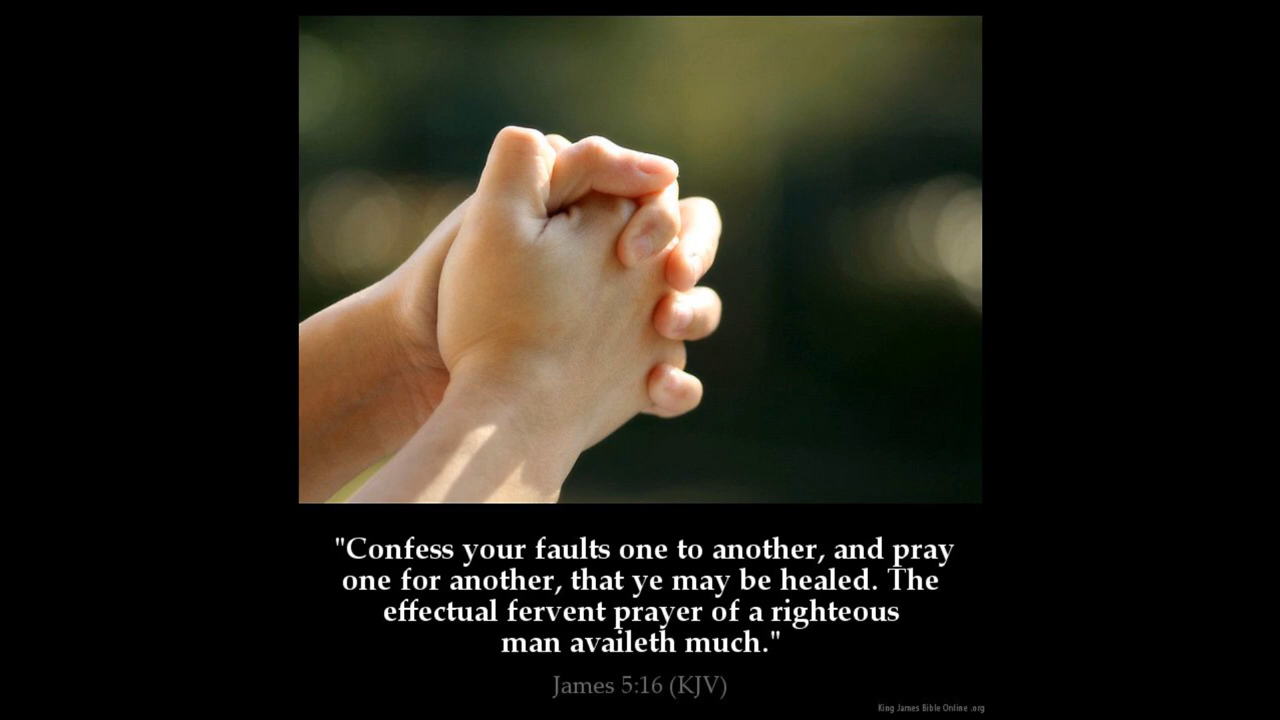 "Confess your faults one to another, and pray
one for another, that ye may be healed. The
effectual fervent prayer of a righteous
man availeth much."
James 5:16 (KJV)
King James Bible Online .org